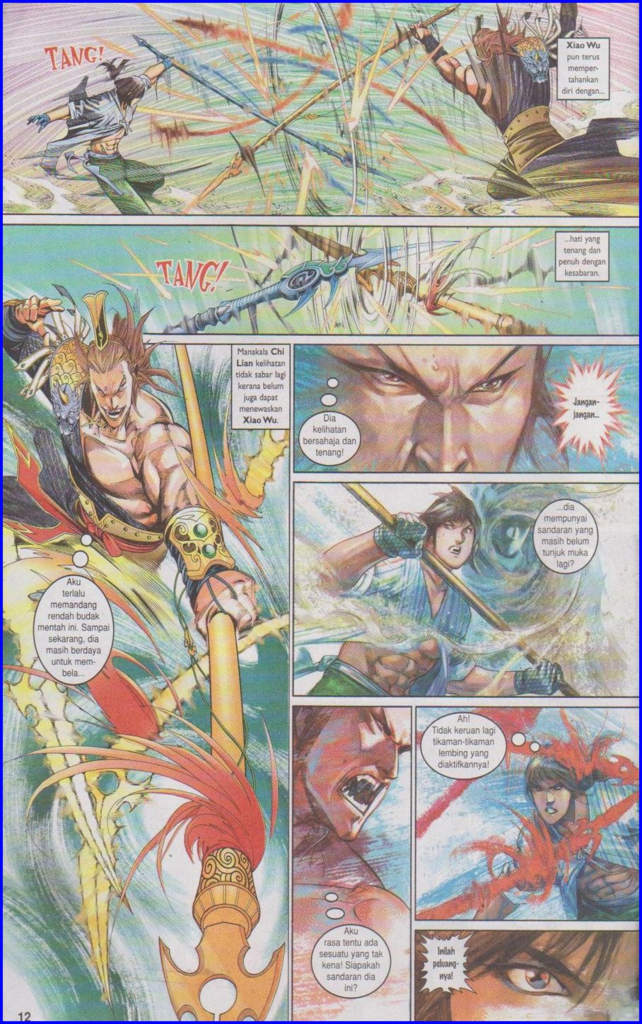 TANG!
Xiao Wu
pun terus
memper-
tahankan
diri dengan...
TANG!
...hati yang
tenang dan
penuh dengan
kesabaran.
Manakala Chi
Lian kelihatan
tidak sabar lagi
kerana belum
juga dapat
menewaskan
Xiao Wu.
Aku
terlalu
memandang
rendah budak
mentah ini. Sampai
sekarang, dia
masih berdaya
untuk mem-
bela...
Dia
kelihatan
bersahaja dan
tenang!
Jangan-
jangan...
...dia
mempunyai
sandaran yang
masih belum
tunjuk muka
lagi?
Aku
rasa tentu ada
sesuatu yang tak
kena! Siapakah
sandaran dia
ini?
Ah!
Tidak keruan lagi
tikaman-tikaman
lembing yang
diaktifkannya!
Inilah
peluang-
nya!
12